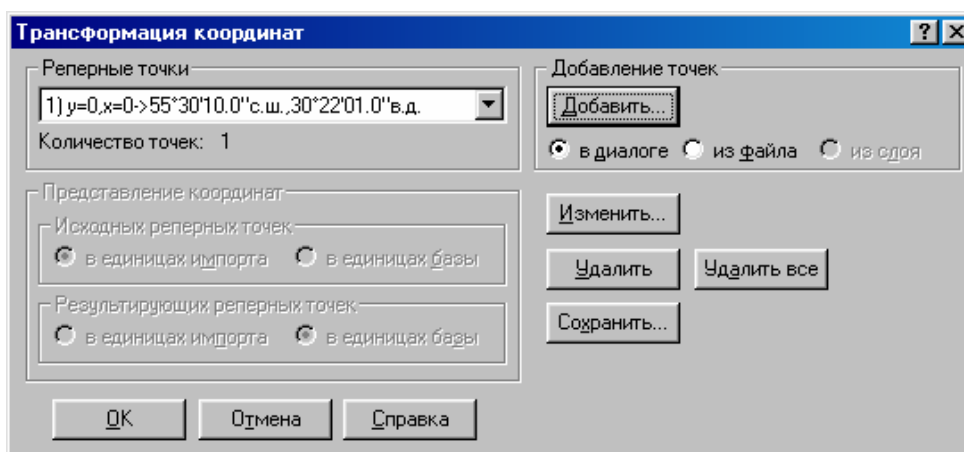 Трансформация координат
Реперные точки
1) y=0,x=0->55°30'10.0"с.ш.,30°22'01.0"в.д.
Количество точек: 1
Добавление точек
Добавить...
в диалоге из файла из слоя
Представление координат
Исходных реперных точек
в единицах импорта в единицах базы
Результирующих реперных точек
в единицах импорта в единицах базы
Изменить...
Удалить Удалить все
Сохранить...
OK Отмена Справка